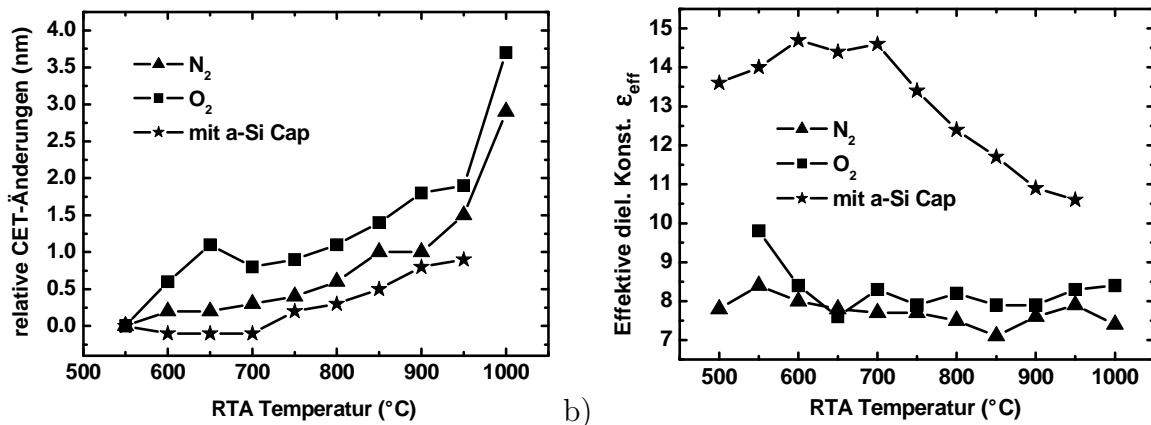 relative CET-Änderungen (nm)
4.0
3.5
3.0
2.5
2.0
1.5
1.0
0.5
0.0
N₂
O₂
mit a-Si Cap
500 600 700 800 900 1000
RTA Temperatur (°C)
b)
Effektive diel. Konst. ε_eff
15
14
13
12
11
10
9
8
7
N₂
O₂
mit a-Si Cap
500 600 700 800 900 1000
RTA Temperatur (°C)